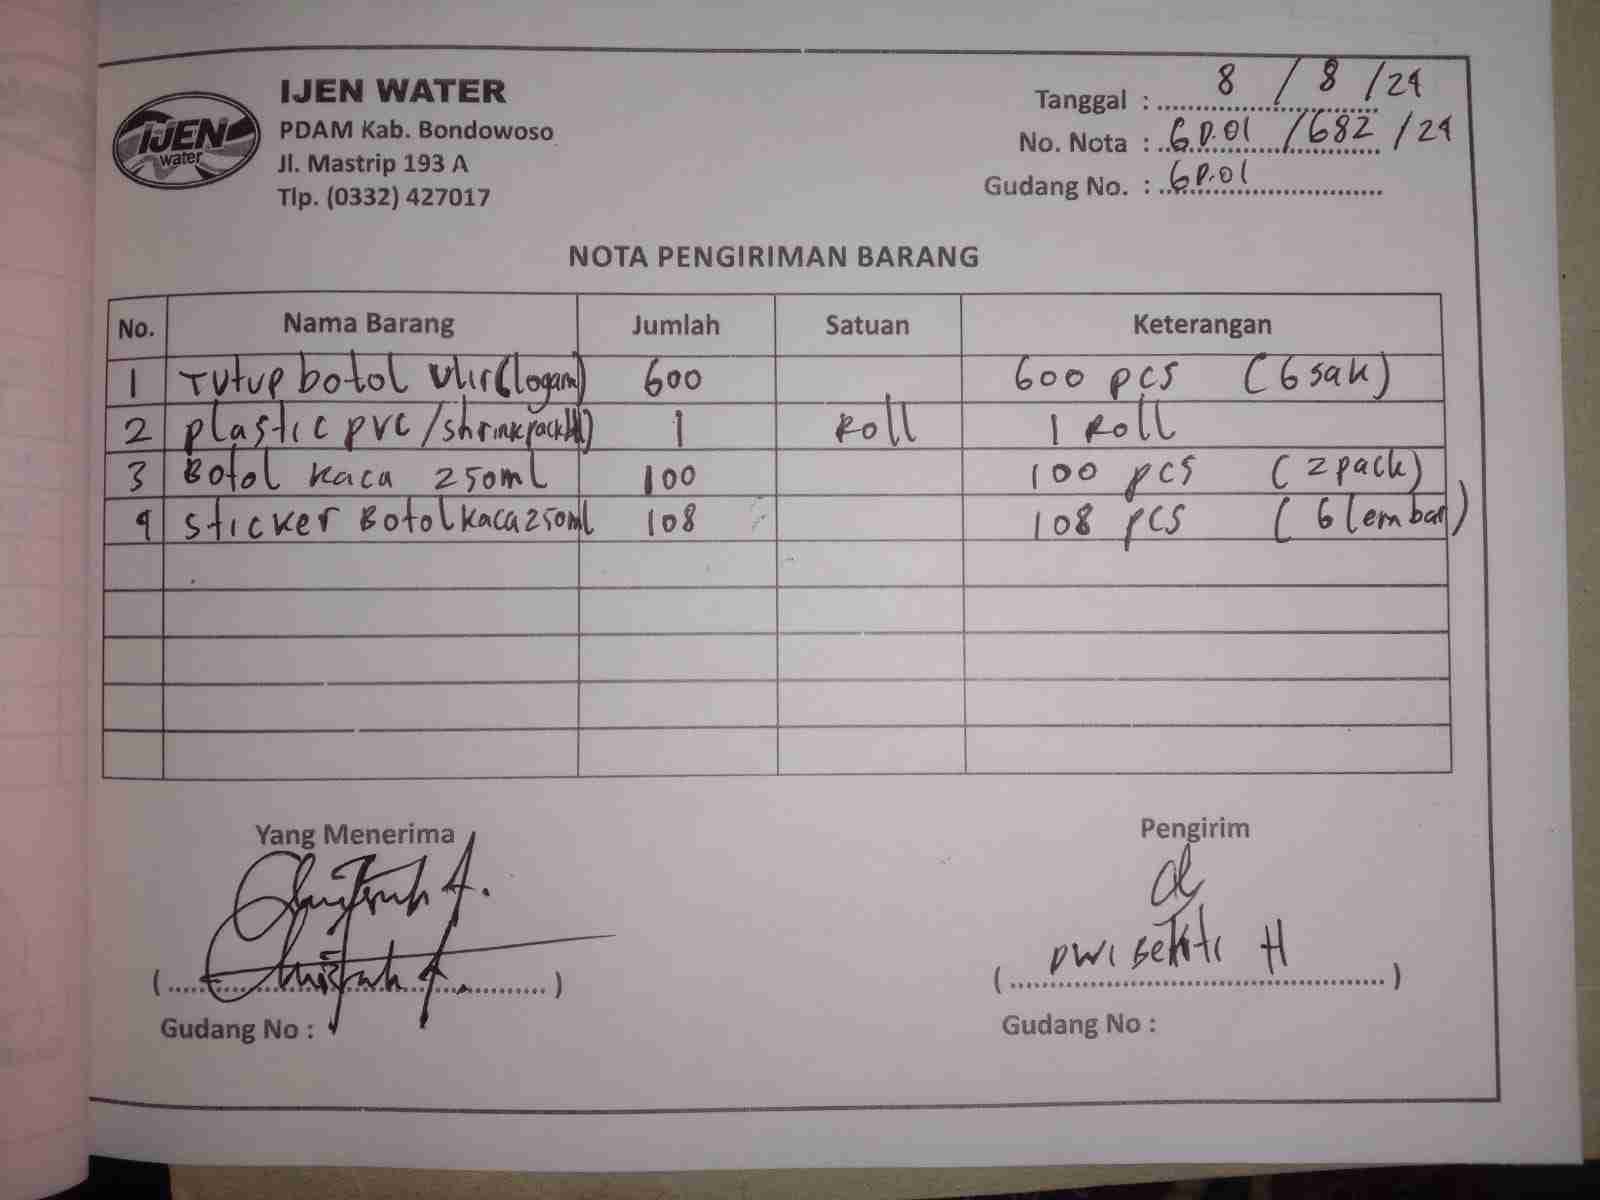 IJEN WATER
PDAM Kab. Bondowoso
Jl. Mastrip 193 A
Tlp. (0332) 427017
IJEN
water
Tanggal : 8 / 8 / 24
No. Nota : GD.01 / 682 / 24
Gudang No. : GD.01
NOTA PENGIRIMAN BARANG
No. Nama Barang Jumlah Satuan Keterangan
1 Tutup botol Ulir (logam) 600 600 pcs (6 sak)
2 plastic pvc / shrink pack 1 Roll 1 Roll
3 Botol kaca 250ml 100 100 pcs (2 pack)
4 sticker Botol kaca 250ml 108 108 pcs (6 lembar)
Yang Menerima Pengirim
( ) ( DWI BEKTI H )
Gudang No : Gudang No :